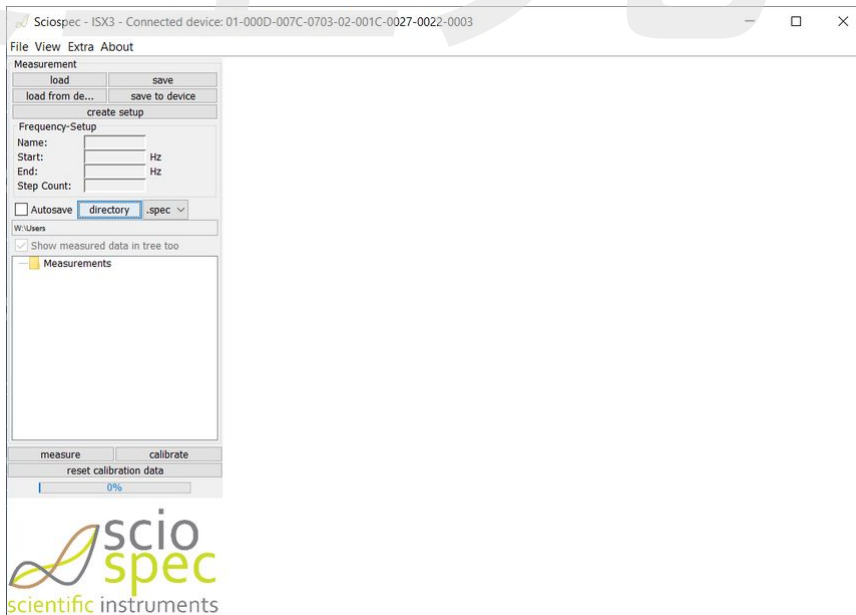 Sciospec - ISX3 - Connected device: 01-000D-007C-0703-02-001C-0027-0022-0003
File View Extra About
Measurement
load save
load from de... save to device
create setup
Frequency-Setup
Name:
Start: Hz
End: Hz
Step Count:
Autosave directory .spec
W:\Users
Show measured data in tree too
Measurements
measure calibrate
reset calibration data
0%
scio
spec
scientific instruments